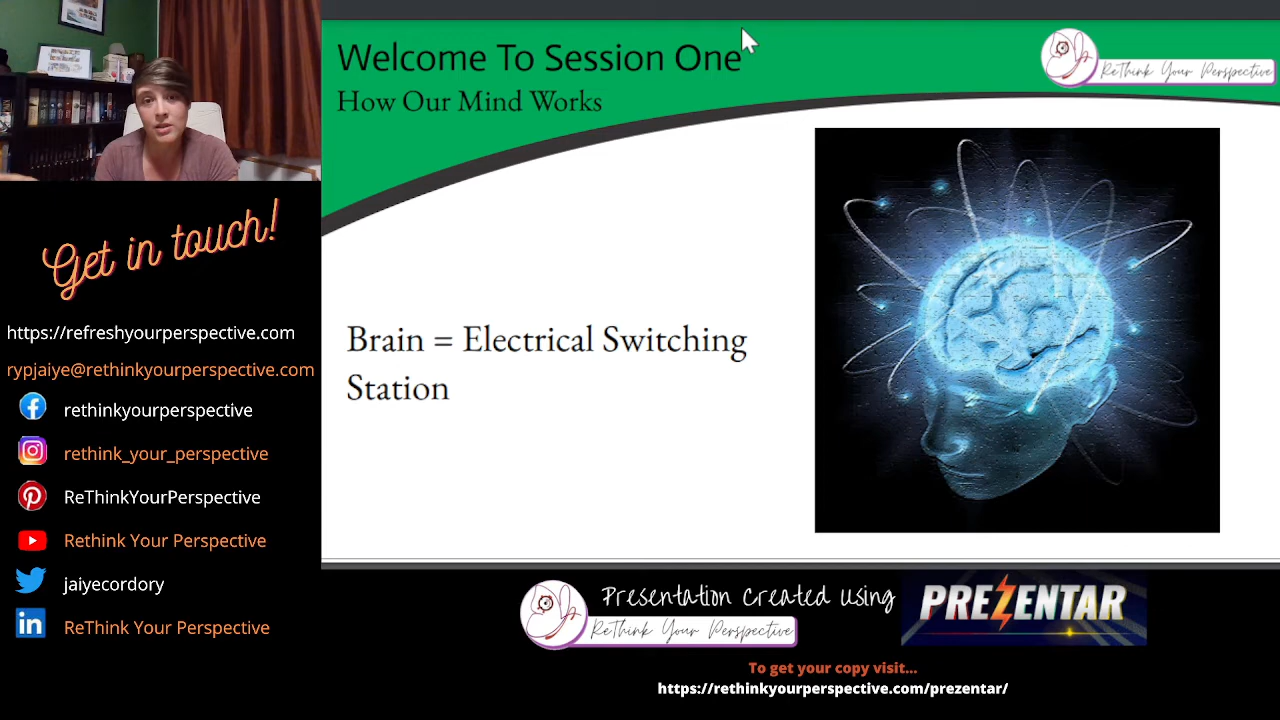 Welcome To Session One
How Our Mind Works
ReThink Your Perspective
Brain = Electrical Switching
Station
Get in touch!
https://refreshyourperspective.com
rypjaiye@rethinkyourperspective.com
rethinkyourperspective
rethink_your_perspective
ReThinkYourPerspective
Rethink Your Perspective
jaiyecordory
ReThink Your Perspective
Presentation Created Using
ReThink Your Perspective
PREZENTAR
To get your copy visit...
https://rethinkyourperspective.com/prezentar/